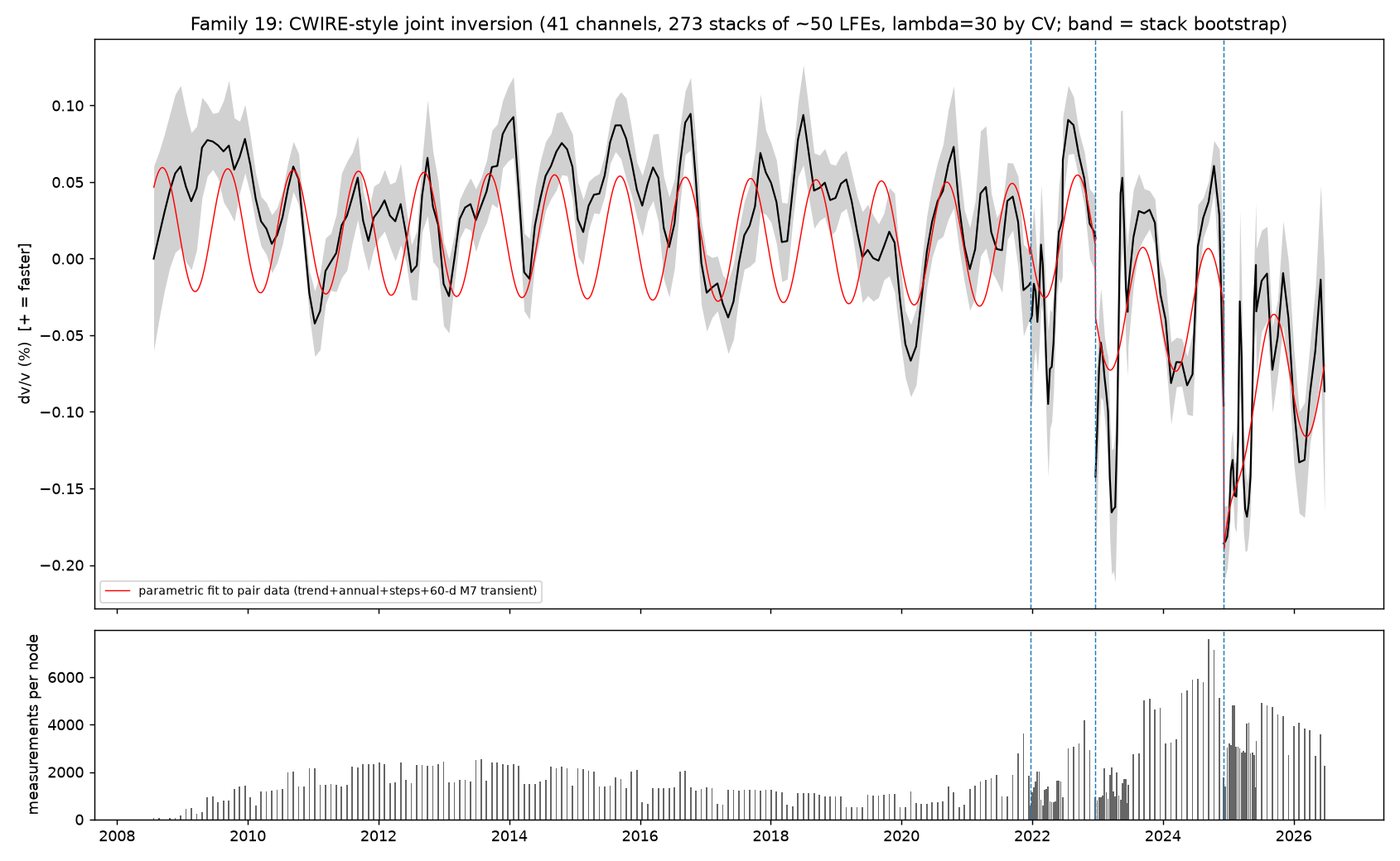 Family 19: CWIRE-style joint inversion (41 channels, 273 stacks of ~50 LFEs, lambda=30 by CV; band = stack bootstrap)
dv/v (%)  [+ = faster]
0.10
0.05
0.00
−0.05
−0.10
−0.15
−0.20
parametric fit to pair data (trend+annual+steps+60-d M7 transient)
measurements per node
6000
4000
2000
0
2008 2010 2012 2014 2016 2018 2020 2022 2024 2026